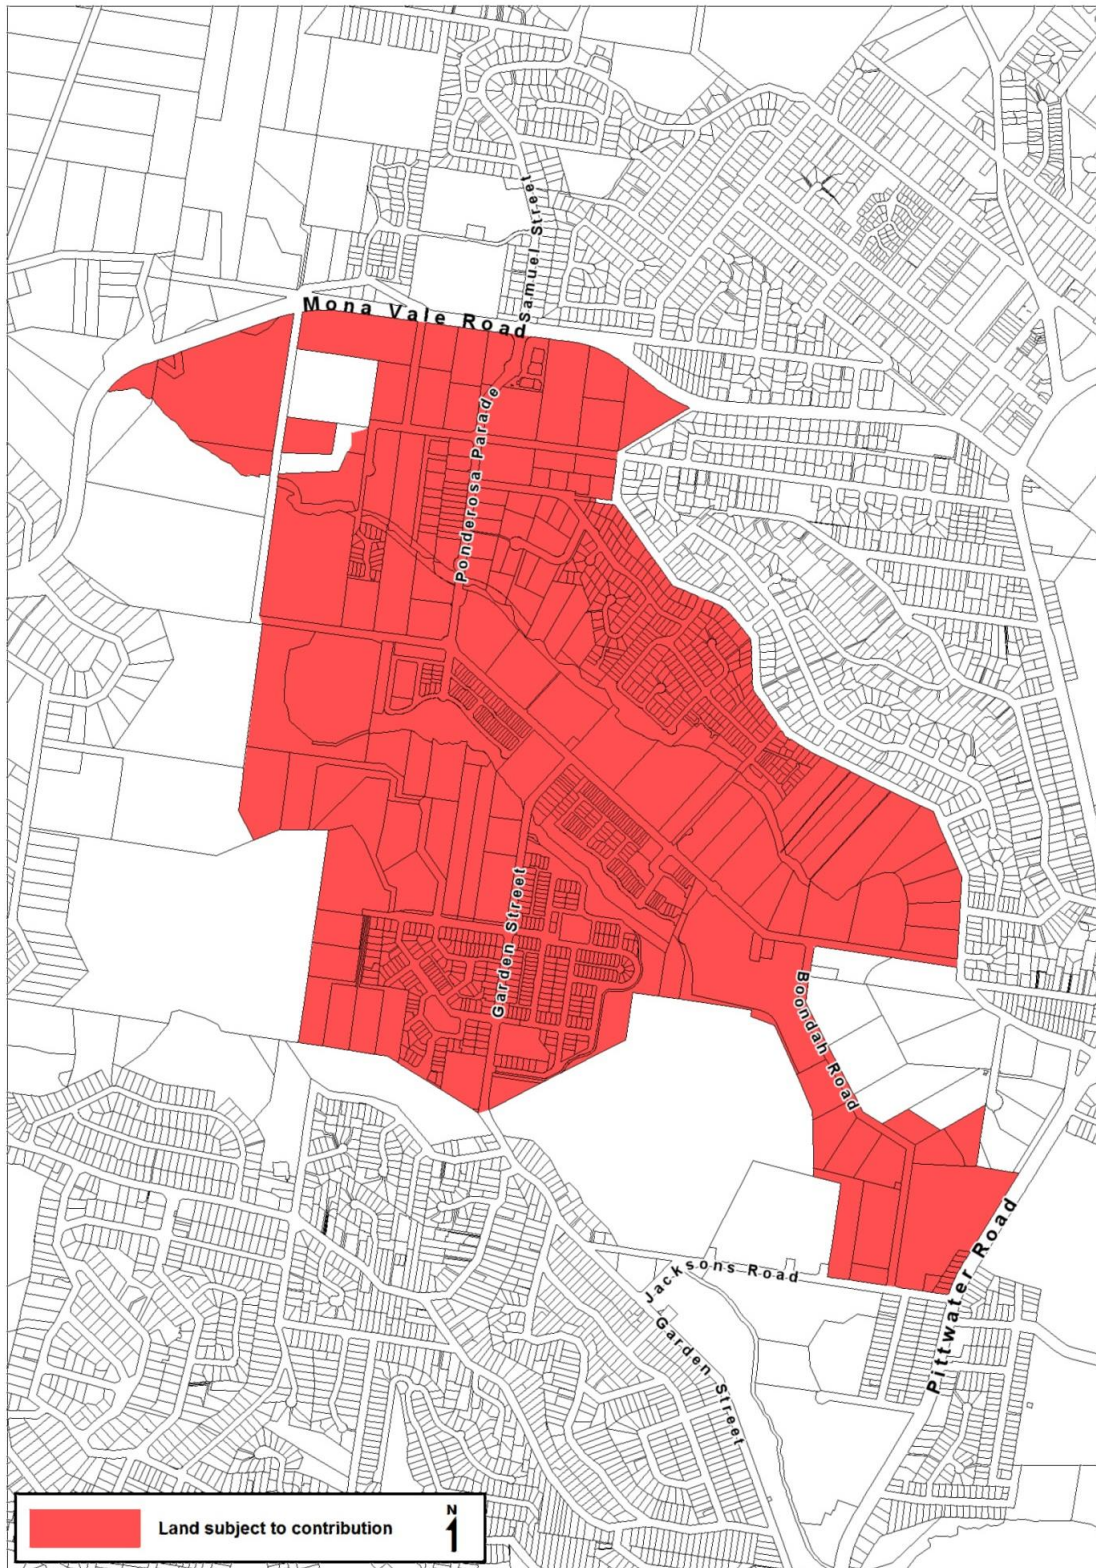 Samuel Street
Mona Vale Road
Ponderosa Parade
Garden Street
Boondah Road
Pittwater Road
Jacksons Road
Garden Street
Land subject to contribution
N